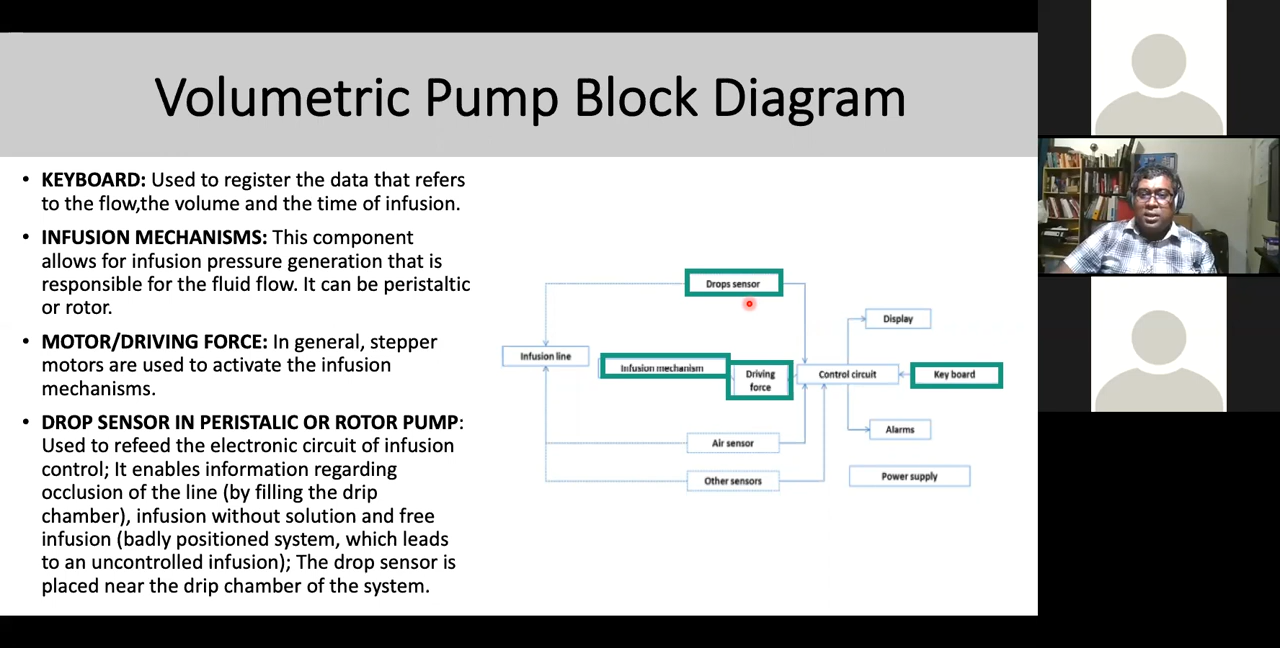 Volumetric Pump Block Diagram
• KEYBOARD: Used to register the data that refers
to the flow,the volume and the time of infusion.
• INFUSION MECHANISMS: This component
allows for infusion pressure generation that is
responsible for the fluid flow. It can be peristaltic
or rotor.
• MOTOR/DRIVING FORCE: In general, stepper
motors are used to activate the infusion
mechanisms.
• DROP SENSOR IN PERISTALIC OR ROTOR PUMP:
Used to refeed the electronic circuit of infusion
control; It enables information regarding
occlusion of the line (by filling the drip
chamber), infusion without solution and free
infusion (badly positioned system, which leads
to an uncontrolled infusion); The drop sensor is
placed near the drip chamber of the system.
Drops sensor
Display
Infusion line
Infusion mechanism
Driving
force
Control circuit
Key board
Alarms
Air sensor
Power supply
Other sensors